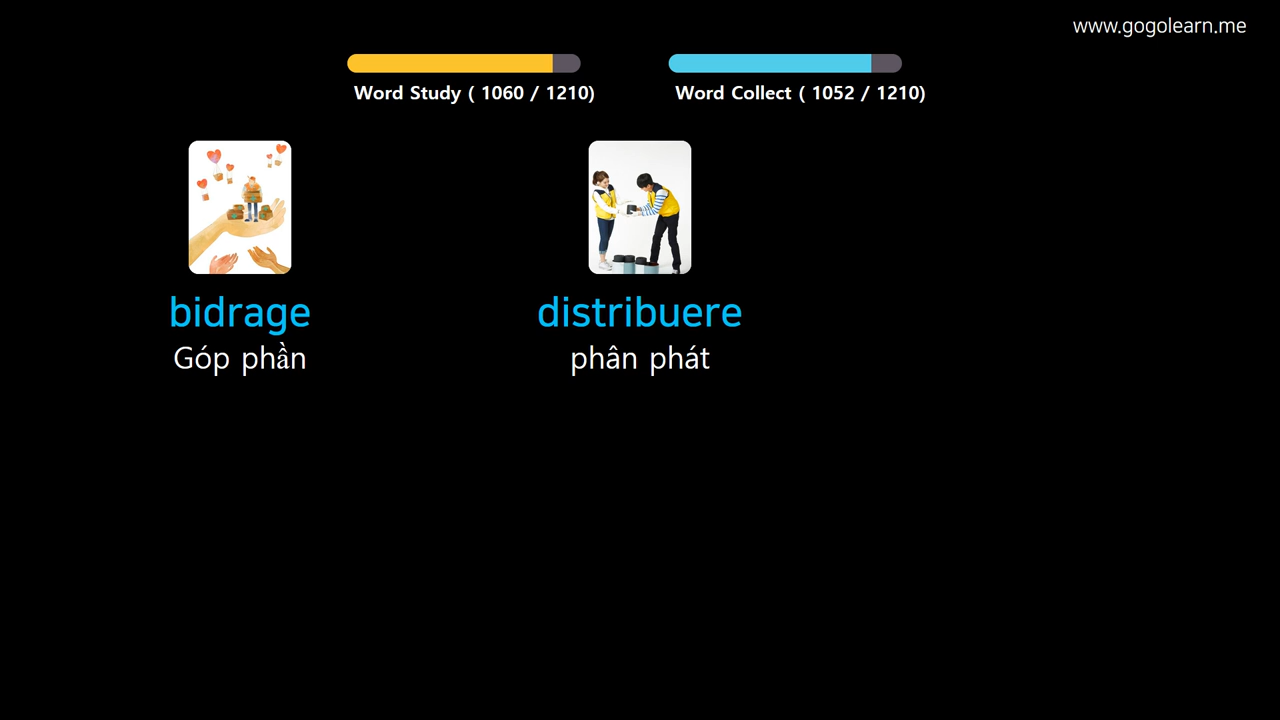 www.gogolearn.me
Word Study ( 1060 / 1210)
Word Collect ( 1052 / 1210)
bidrage
Góp phần
distribuere
phân phát